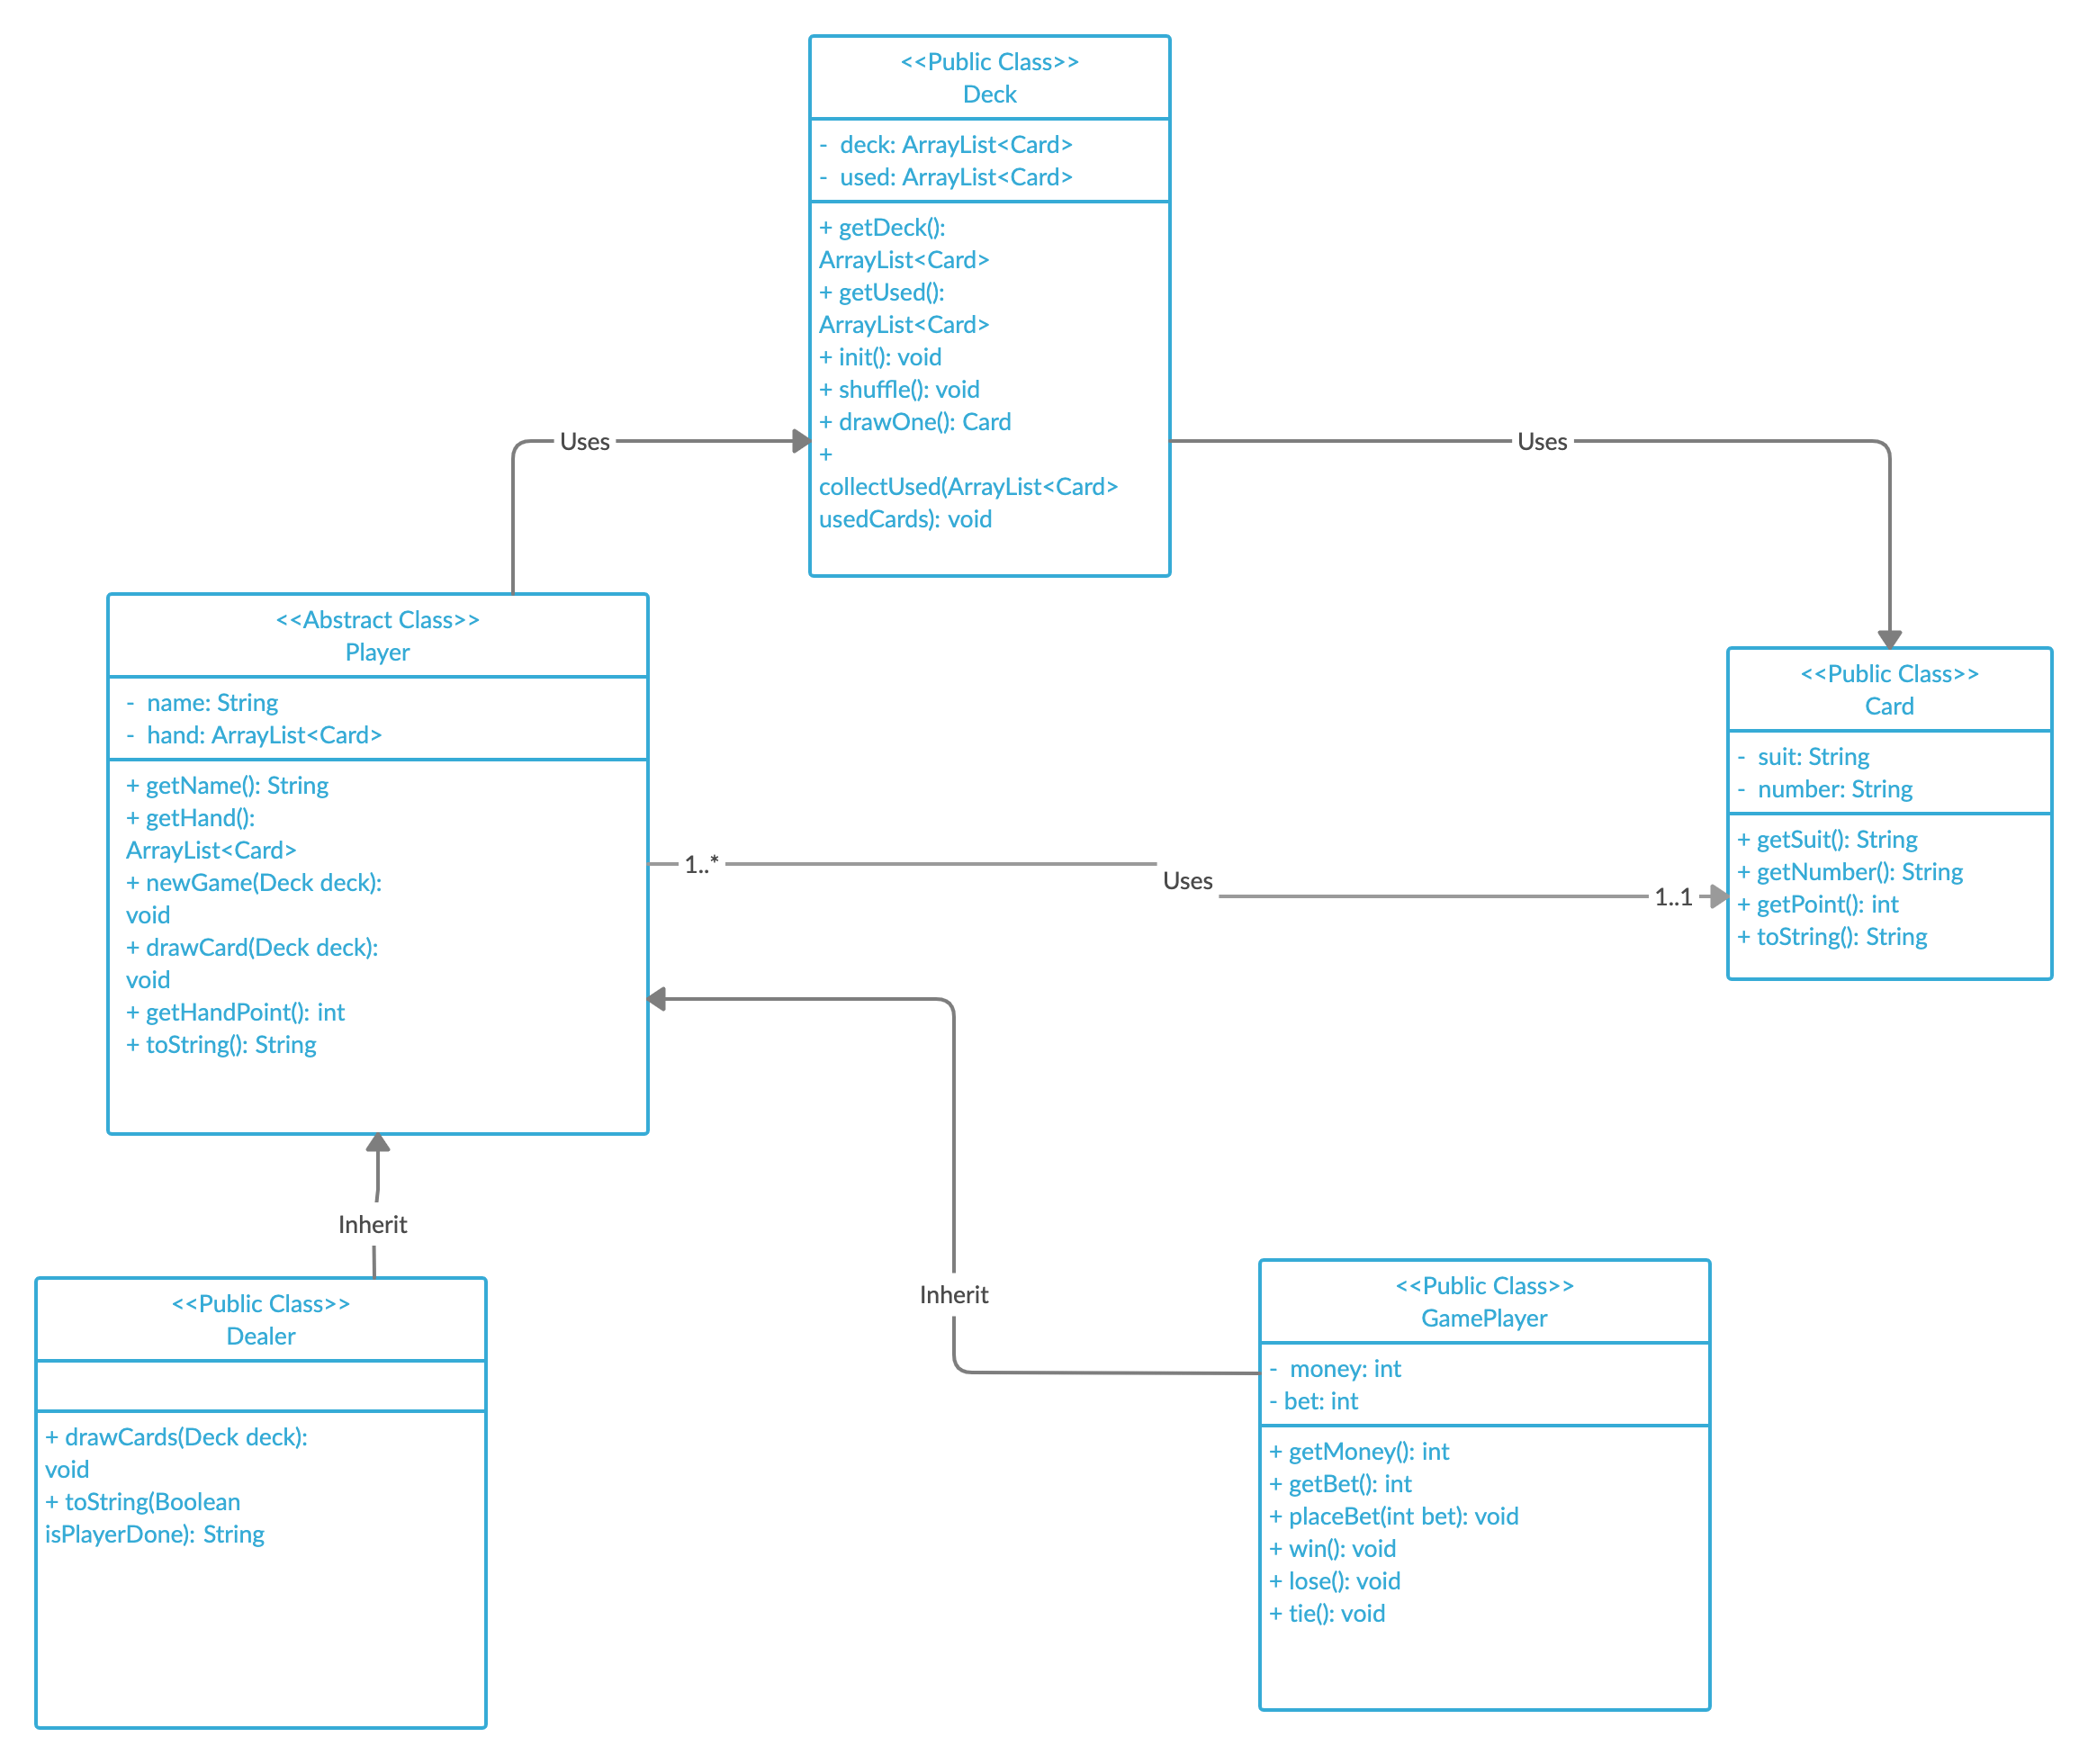 <<Public Class>>
Deck
- deck: ArrayList<Card>
- used: ArrayList<Card>
+ getDeck():
ArrayList<Card>
+ getUsed():
ArrayList<Card>
+ init(): void
+ shuffle(): void
+ drawOne(): Card
+
collectUsed(ArrayList<Card>
usedCards): void
Uses
Uses
<<Abstract Class>>
Player
- name: String
- hand: ArrayList<Card>
+ getName(): String
+ getHand():
ArrayList<Card>
+ newGame(Deck deck):
void
+ drawCard(Deck deck):
void
+ getHandPoint(): int
+ toString(): String
<<Public Class>>
Card
- suit: String
- number: String
+ getSuit(): String
+ getNumber(): String
+ getPoint(): int
+ toString(): String
1..*
Uses
1..1
Inherit
Inherit
<<Public Class>>
Dealer
+ drawCards(Deck deck):
void
+ toString(Boolean
isPlayerDone): String
<<Public Class>>
GamePlayer
- money: int
- bet: int
+ getMoney(): int
+ getBet(): int
+ placeBet(int bet): void
+ win(): void
+ lose(): void
+ tie(): void